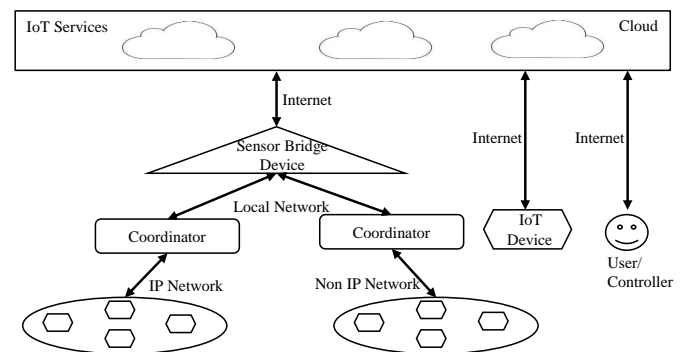 IoT Services
Cloud
Internet
Internet
Internet
Sensor Bridge
Device
Local Network
Coordinator
Coordinator
IoT
Device
User/
Controller
IP Network
Non IP Network